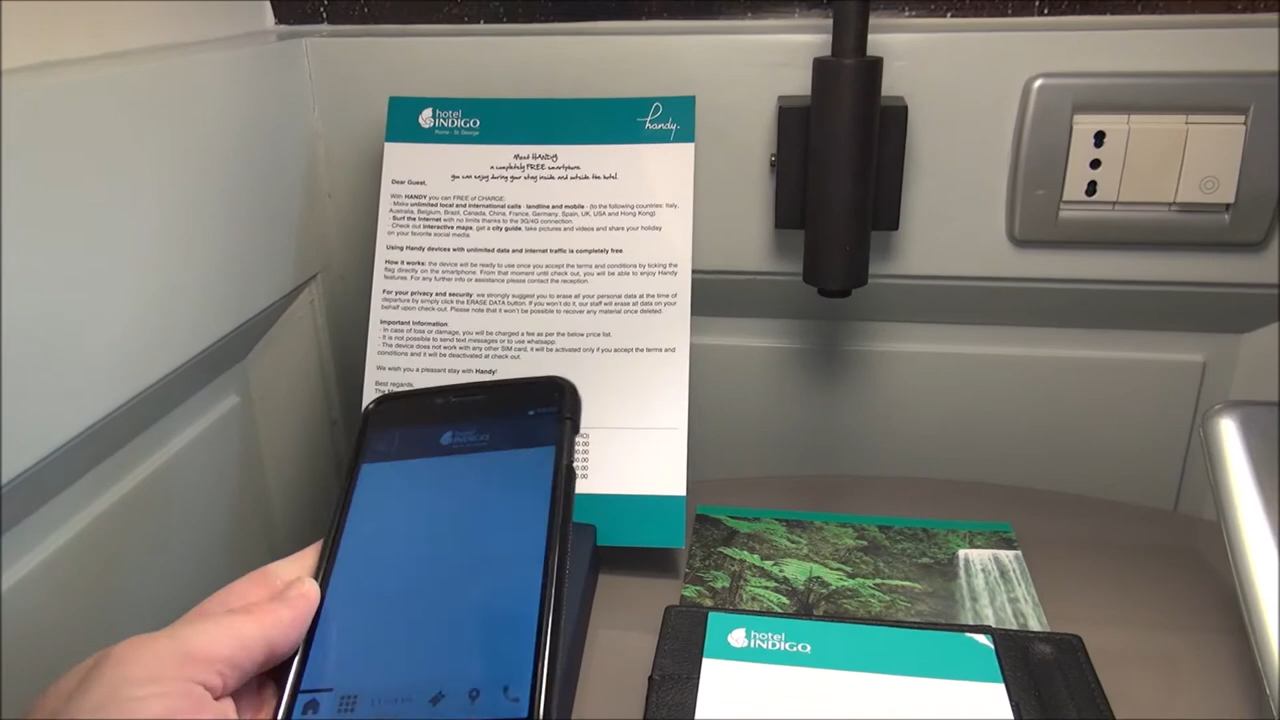 hotel
INDIGO
Rome - St. George
handy.
Meet HANDY
a completely FREE smartphone
you can enjoy during your stay inside and outside the hotel.
Dear Guest,
With HANDY you can FREE of CHARGE:
- Make unlimited local and international calls - landline and mobile - (to the following countries: Italy,
Australia, Belgium, Brazil, Canada, China, France, Germany, Spain, UK, USA and Hong Kong)
- Surf the Internet with no limits thanks to the 3G/4G connection.
- Check out interactive maps, get a city guide, take pictures and videos and share your holiday
on your favorite social media.
Using Handy devices with unlimited data and internet traffic is completely free.
How it works: the device will be ready to use once you accept the terms and conditions by ticking the
flag directly on the smartphone. From that moment until check out, you will be able to enjoy Handy
features. For any further info or assistance please contact the reception.
For your privacy and security: we strongly suggest you to erase all your personal data at the time of
departure by simply click the ERASE DATA button. If you won't do it, our staff will erase all data on your
behalf upon check-out. Please note that it won't be possible to recover any material once deleted.
Important Information:
- In case of loss or damage, you will be charged a fee as per the below price list.
- It is not possible to send text messages or to use whatsapp.
- The device does not work with any other SIM card, it will be activated only if you accept the terms and
conditions and it will be deactivated at check out.
We wish you a pleasant stay with Handy!
Best regards,
The
hotel
INDIGO
hotel
INDIGO